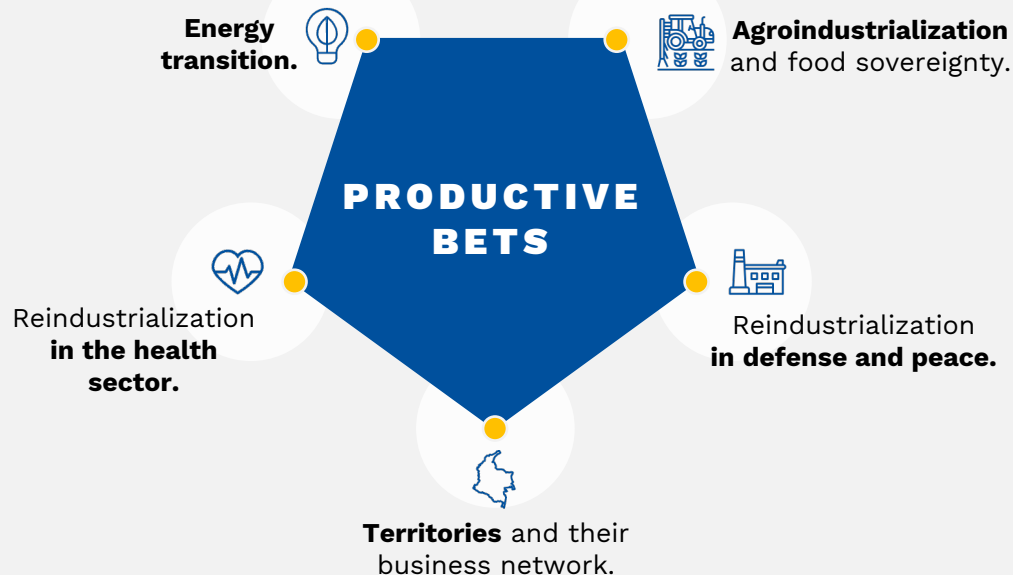 Energy
transition.
Agroindustrialization
and food sovereignty.
PRODUCTIVE
BETS
Reindustrialization
in the health
sector.
Reindustrialization
in defense and peace.
Territories and their
business network.